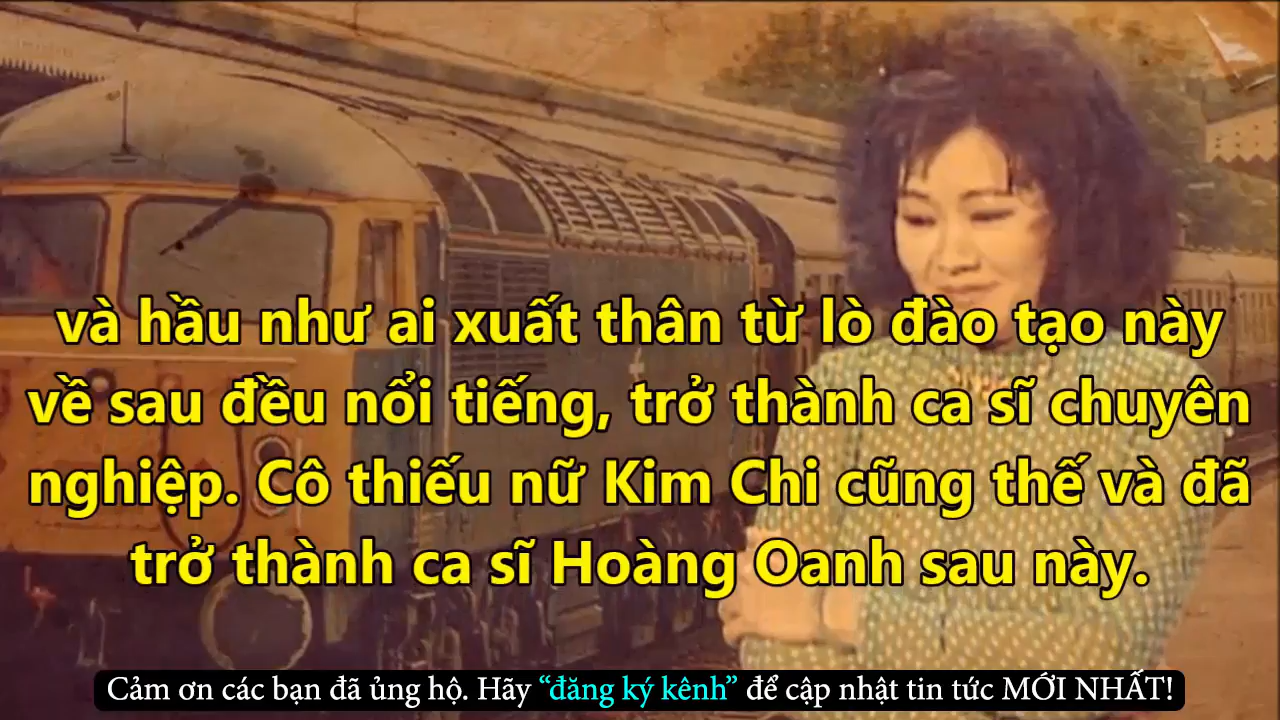 và hầu như ai xuất thân từ lò đào tạo này
về sau đều nổi tiếng, trở thành ca sĩ chuyên
nghiệp. Cô thiếu nữ Kim Chi cũng thế và đã
trở thành ca sĩ Hoàng Oanh sau này.
Cảm ơn các bạn đã ủng hộ. Hãy “đăng ký kênh” để cập nhật tin tức MỚI NHẤT!